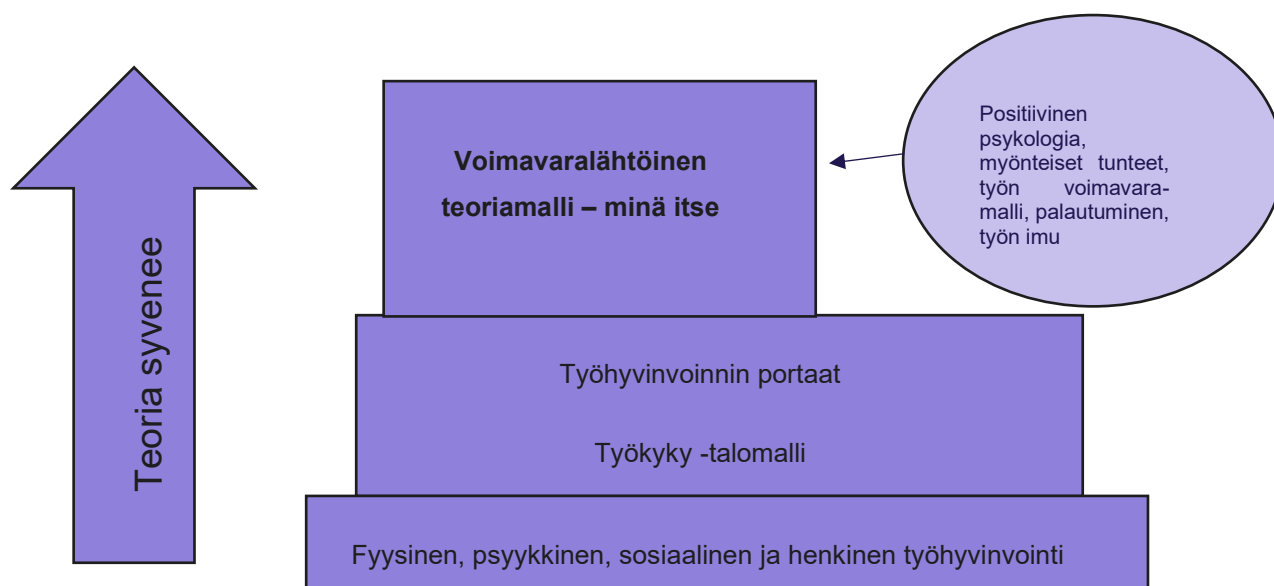 Teoria syvenee
Voimavaralähtöinen
teoriamalli – minä itse
Positiivinen
psykologia,
myönteiset tunteet,
työn voimavara-
malli, palautuminen,
työn imu
Työhyvinvoinnin portaat
Työkyky -talomalli
Fyysinen, psyykkinen, sosiaalinen ja henkinen työhyvinvointi